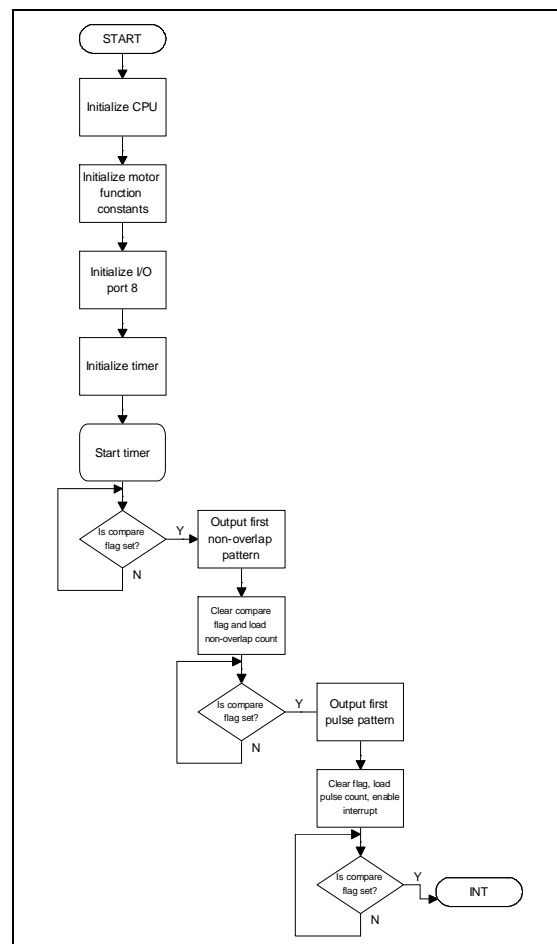 START
Initialize CPU
Initialize motor
function
constants
Initialize I/O
port 8
Initialize timer
Start timer
Is compare
flag set?
Y
N
Output first
non-overlap
pattern
Clear compare
flag and load
non-overlap count
Is compare
flag set?
Y
N
Output first
pulse pattern
Clear flag, load
pulse count, enable
interrupt
Is compare
flag set?
Y
N
INT